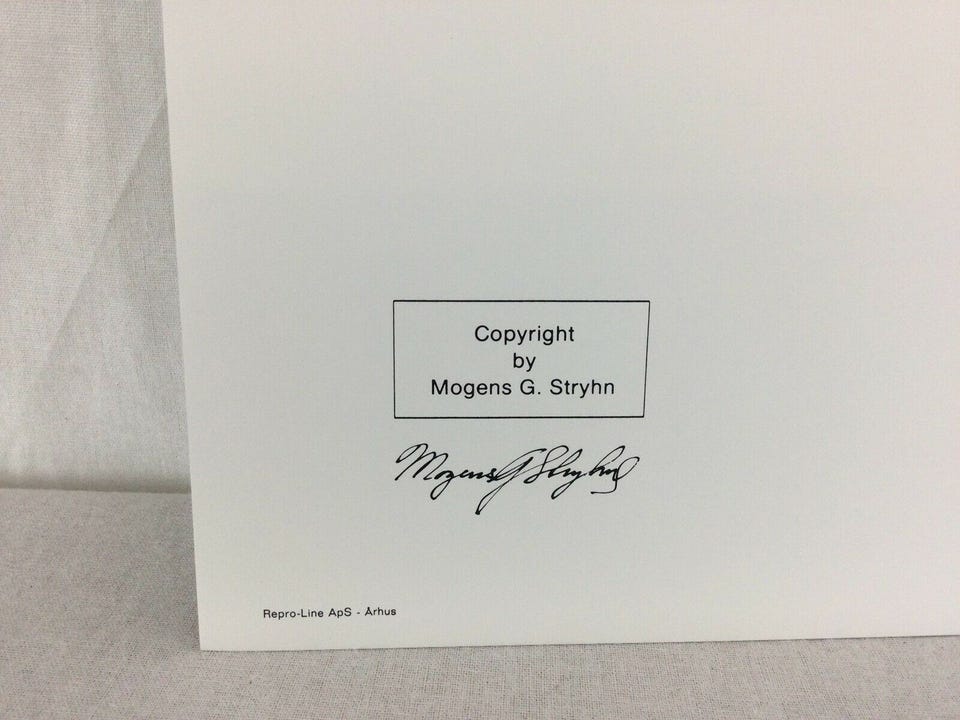 Copyright
by
Mogens G. Stryhn
Mogens G Stryhn
Repro-Line ApS - Århus